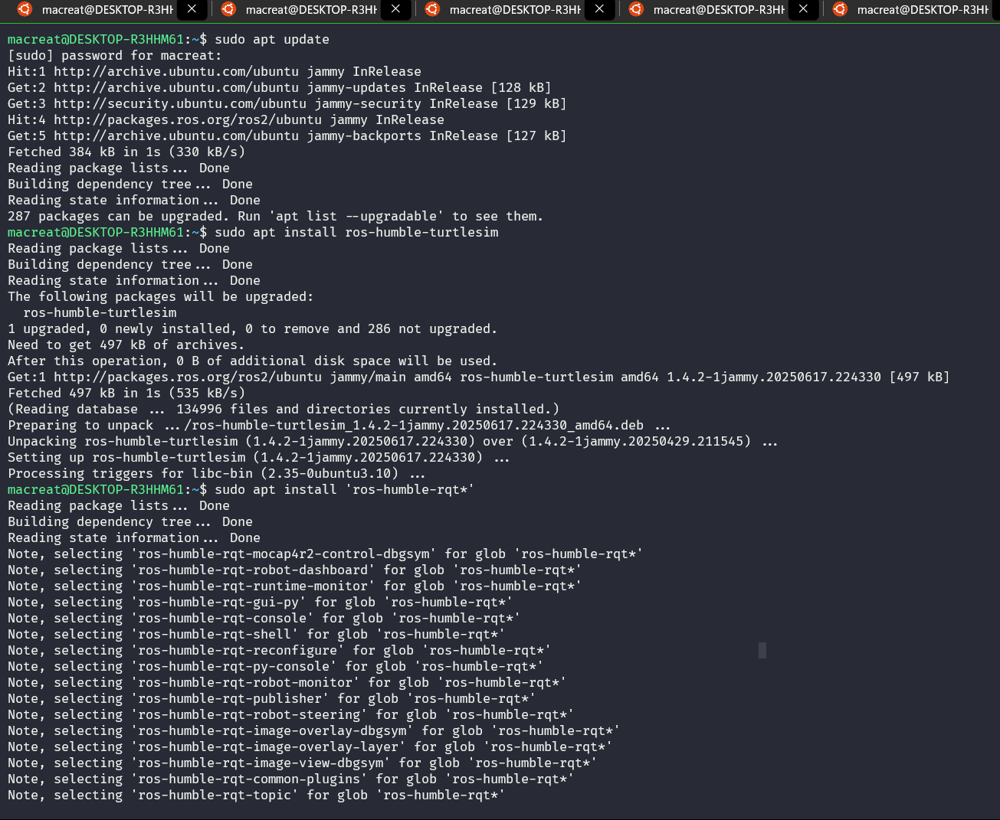 macreat@DESKTOP-R3HH macreat@DESKTOP-R3HH macreat@DESKTOP-R3HH macreat@DESKTOP-R3HH macreat@DESKTOP-R3HH
macreat@DESKTOP-R3HHM61:~$ sudo apt update
[sudo] password for macreat:
Hit:1 http://archive.ubuntu.com/ubuntu jammy InRelease
Get:2 http://archive.ubuntu.com/ubuntu jammy-updates InRelease [128 kB]
Get:3 http://security.ubuntu.com/ubuntu jammy-security InRelease [129 kB]
Hit:4 http://packages.ros.org/ros2/ubuntu jammy InRelease
Get:5 http://archive.ubuntu.com/ubuntu jammy-backports InRelease [127 kB]
Fetched 384 kB in 1s (330 kB/s)
Reading package lists... Done
Building dependency tree... Done
Reading state information... Done
287 packages can be upgraded. Run 'apt list --upgradable' to see them.
macreat@DESKTOP-R3HHM61:~$ sudo apt install ros-humble-turtlesim
Reading package lists... Done
Building dependency tree... Done
Reading state information... Done
The following packages will be upgraded:
  ros-humble-turtlesim
1 upgraded, 0 newly installed, 0 to remove and 286 not upgraded.
Need to get 497 kB of archives.
After this operation, 0 B of additional disk space will be used.
Get:1 http://packages.ros.org/ros2/ubuntu jammy/main amd64 ros-humble-turtlesim amd64 1.4.2-1jammy.20250617.224330 [497 kB]
Fetched 497 kB in 1s (535 kB/s)
(Reading database ... 134996 files and directories currently installed.)
Preparing to unpack .../ros-humble-turtlesim_1.4.2-1jammy.20250617.224330_amd64.deb ...
Unpacking ros-humble-turtlesim (1.4.2-1jammy.20250617.224330) over (1.4.2-1jammy.20250429.211545) ...
Setting up ros-humble-turtlesim (1.4.2-1jammy.20250617.224330) ...
Processing triggers for libc-bin (2.35-0ubuntu3.10) ...
macreat@DESKTOP-R3HHM61:~$ sudo apt install 'ros-humble-rqt*'
Reading package lists... Done
Building dependency tree... Done
Reading state information... Done
Note, selecting 'ros-humble-rqt-mocap4r2-control-dbgsym' for glob 'ros-humble-rqt*'
Note, selecting 'ros-humble-rqt-robot-dashboard' for glob 'ros-humble-rqt*'
Note, selecting 'ros-humble-rqt-runtime-monitor' for glob 'ros-humble-rqt*'
Note, selecting 'ros-humble-rqt-gui-py' for glob 'ros-humble-rqt*'
Note, selecting 'ros-humble-rqt-console' for glob 'ros-humble-rqt*'
Note, selecting 'ros-humble-rqt-shell' for glob 'ros-humble-rqt*'
Note, selecting 'ros-humble-rqt-reconfigure' for glob 'ros-humble-rqt*'
Note, selecting 'ros-humble-rqt-py-console' for glob 'ros-humble-rqt*'
Note, selecting 'ros-humble-rqt-robot-monitor' for glob 'ros-humble-rqt*'
Note, selecting 'ros-humble-rqt-publisher' for glob 'ros-humble-rqt*'
Note, selecting 'ros-humble-rqt-robot-steering' for glob 'ros-humble-rqt*'
Note, selecting 'ros-humble-rqt-image-overlay-dbgsym' for glob 'ros-humble-rqt*'
Note, selecting 'ros-humble-rqt-image-overlay-layer' for glob 'ros-humble-rqt*'
Note, selecting 'ros-humble-rqt-image-view-dbgsym' for glob 'ros-humble-rqt*'
Note, selecting 'ros-humble-rqt-common-plugins' for glob 'ros-humble-rqt*'
Note, selecting 'ros-humble-rqt-topic' for glob 'ros-humble-rqt*'